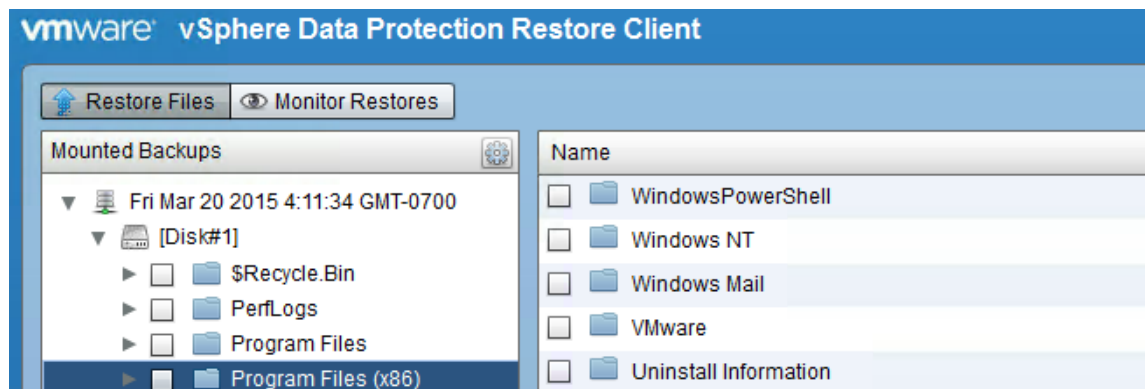 vmware vSphere Data Protection Restore Client
Restore Files Monitor Restores
Mounted Backups
Fri Mar 20 2015 4:11:34 GMT-0700
[Disk#1]
$Recycle.Bin
PerfLogs
Program Files
Program Files (x86)
Name
WindowsPowerShell
Windows NT
Windows Mail
VMware
Uninstall Information